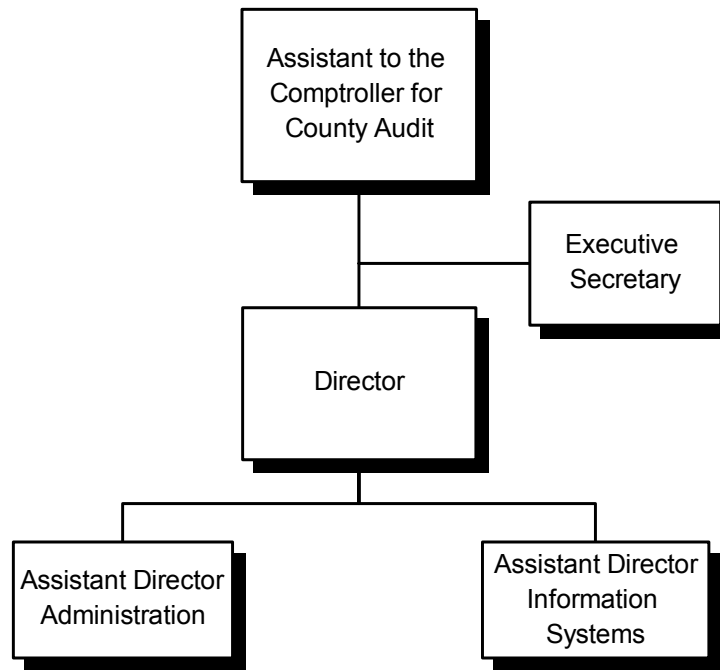 Assistant to the
Comptroller for
County Audit
Executive
Secretary
Director
Assistant Director
Administration
Assistant Director
Information
Systems